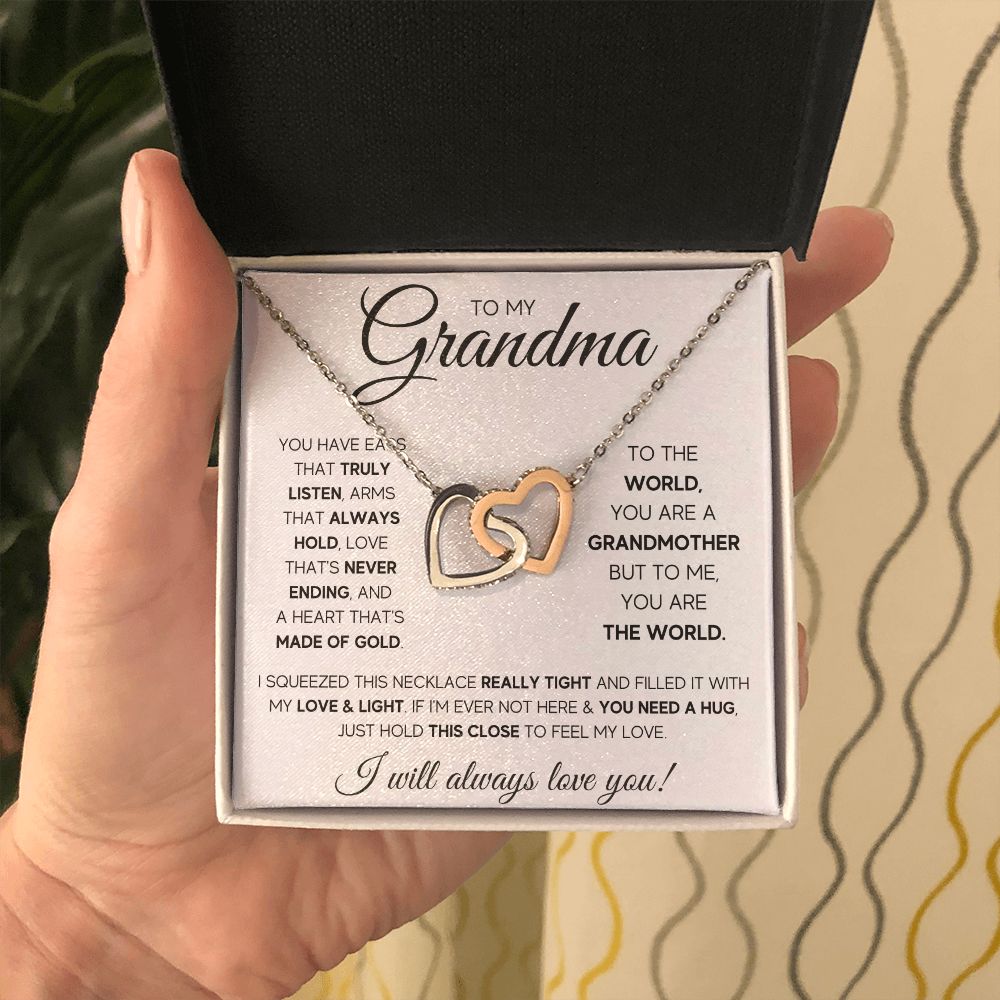 TO MY
Grandma
YOU HAVE EARS
THAT TRULY
LISTEN, ARMS
THAT ALWAYS
HOLD, LOVE
THAT'S NEVER
ENDING, AND
A HEART THAT'S
MADE OF GOLD.
TO THE
WORLD,
YOU ARE A
GRANDMOTHER
BUT TO ME,
YOU ARE
THE WORLD.
I SQUEEZED THIS NECKLACE REALLY TIGHT AND FILLED IT WITH
MY LOVE & LIGHT. IF I'M EVER NOT HERE & YOU NEED A HUG,
JUST HOLD THIS CLOSE TO FEEL MY LOVE.
I will always love you!